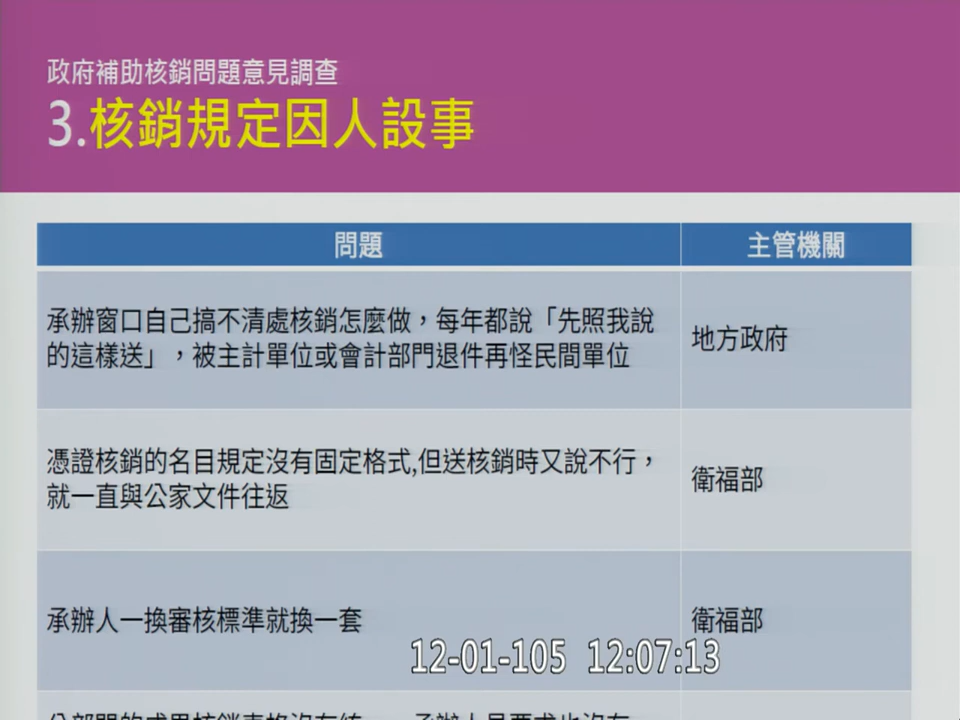 政府補助核銷問題意見調查
3.核銷規定因人設事
問題
主管機關
承辦窗口自己搞不清處核銷怎麼做，每年都說「先照我說
的這樣送」，被主計單位或會計部門退件再怪民間單位
地方政府
憑證核銷的名目規定沒有固定格式,但送核銷時又說不行，
就一直與公家文件往返
衛福部
承辦人一換審核標準就換一套
衛福部
12-01-105 12:07:13